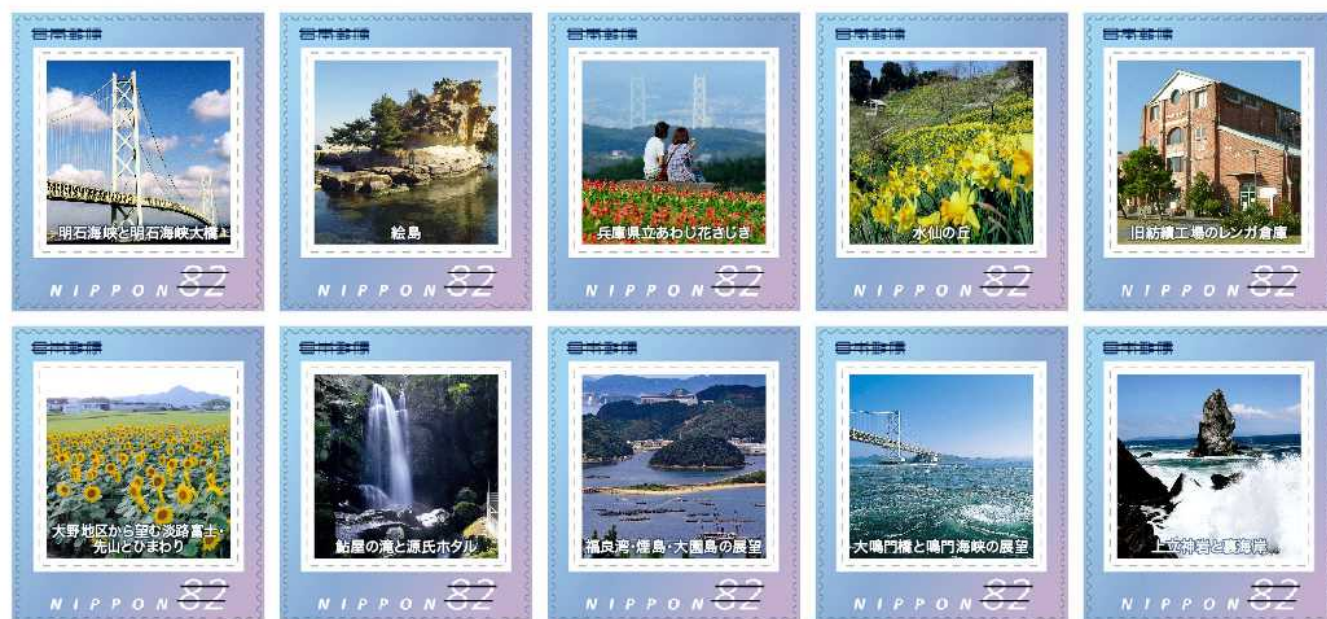 日本郵便
明石海峡と明石海峡大橋
NIPPON 82
日本郵便
絵島
NIPPON 82
日本郵便
兵庫県立あわじ花さじき
NIPPON 82
日本郵便
水仙の丘
NIPPON 82
日本郵便
旧紡績工場のレンガ倉庫
NIPPON 82
日本郵便
大野地区から望む淡路富士・
先山とひまわり
NIPPON 82
日本郵便
鮎屋の滝と源氏ホタル
NIPPON 82
日本郵便
福良湾・煙島・大園島の展望
NIPPON 82
日本郵便
大鳴門橋と鳴門海峡の展望
NIPPON 82
日本郵便
上立神岩と裏海岸
NIPPON 82